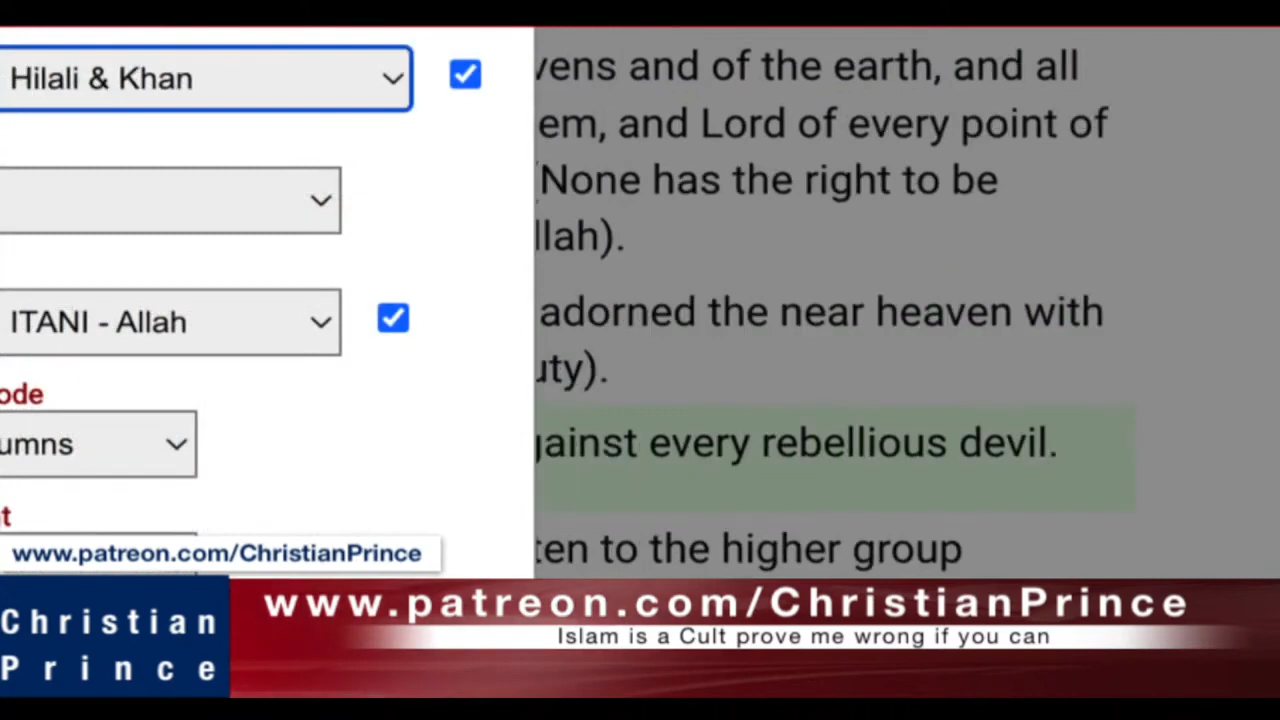 Hilali & Khan
vens and of the earth, and all
em, and Lord of every point of
(None has the right to be
llah).
ITANI - Allah
adorned the near heaven with
uty).
ode
umns
gainst every rebellious devil.
t
ten to the higher group
www.patreon.com/ChristianPrince
www.patreon.com/ChristianPrince
Islam is a Cult prove me wrong if you can
Christian
Prince